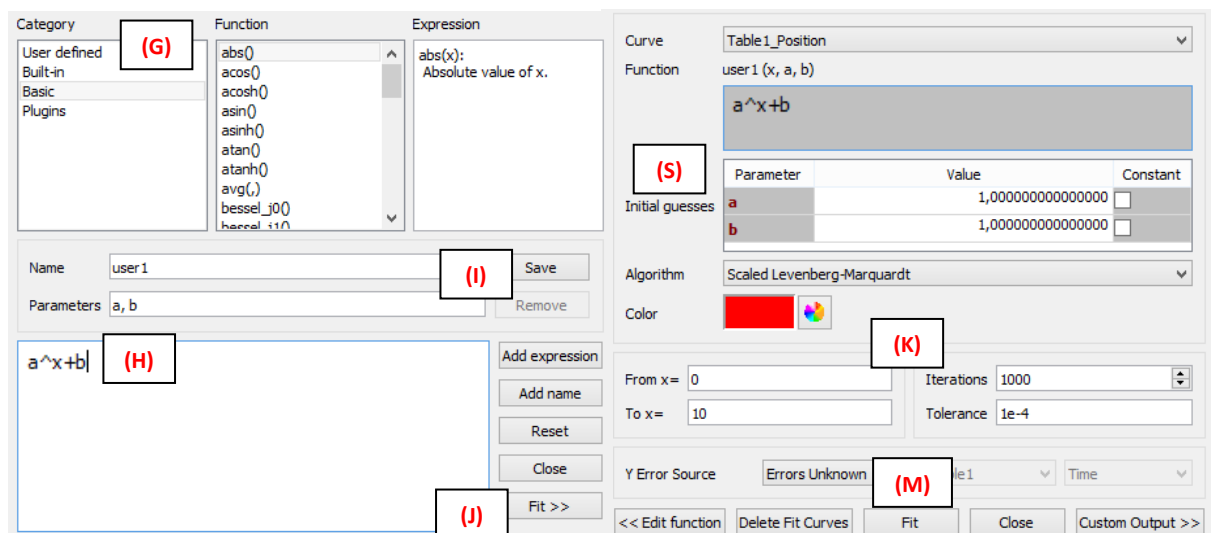 Category
Function
Expression
(G)
User defined
Built-in
Basic
Plugins
abs()
acos()
acosh()
asin()
asinh()
atan()
atanh()
avg(,)
bessel_j0()
bessel_j1()
abs(x):
Absolute value of x.
Name user1
(I)
Save
Parameters a, b
Remove
a^x+b
(H)
Add expression
Add name
Reset
Close
Fit >>
(J)
Curve Table1_Position
Function user1 (x, a, b)
a^x+b
(S)
Initial guesses
Parameter Value Constant
a 1,000000000000000
b 1,000000000000000
Algorithm Scaled Levenberg-Marquardt
Color
(K)
From x= 0 Iterations 1000
To x= 10 Tolerance 1e-4
Y Error Source Errors Unknown Time
(M)
<< Edit function Delete Fit Curves Fit Close Custom Output >>